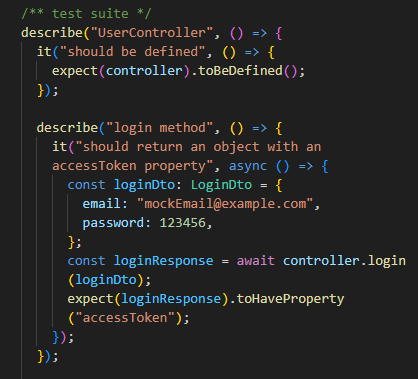 /** test suite */
describe("UserController", () => {
it("should be defined", () => {
expect(controller).toBeDefined();
});
describe("login method", () => {
it("should return an object with an
accessToken property", async () => {
const loginDto: LoginDto = {
email: "mockEmail@example.com",
password: 123456,
};
const loginResponse = await controller.login
(loginDto);
expect(loginResponse).toHaveProperty
("accessToken");
});
});